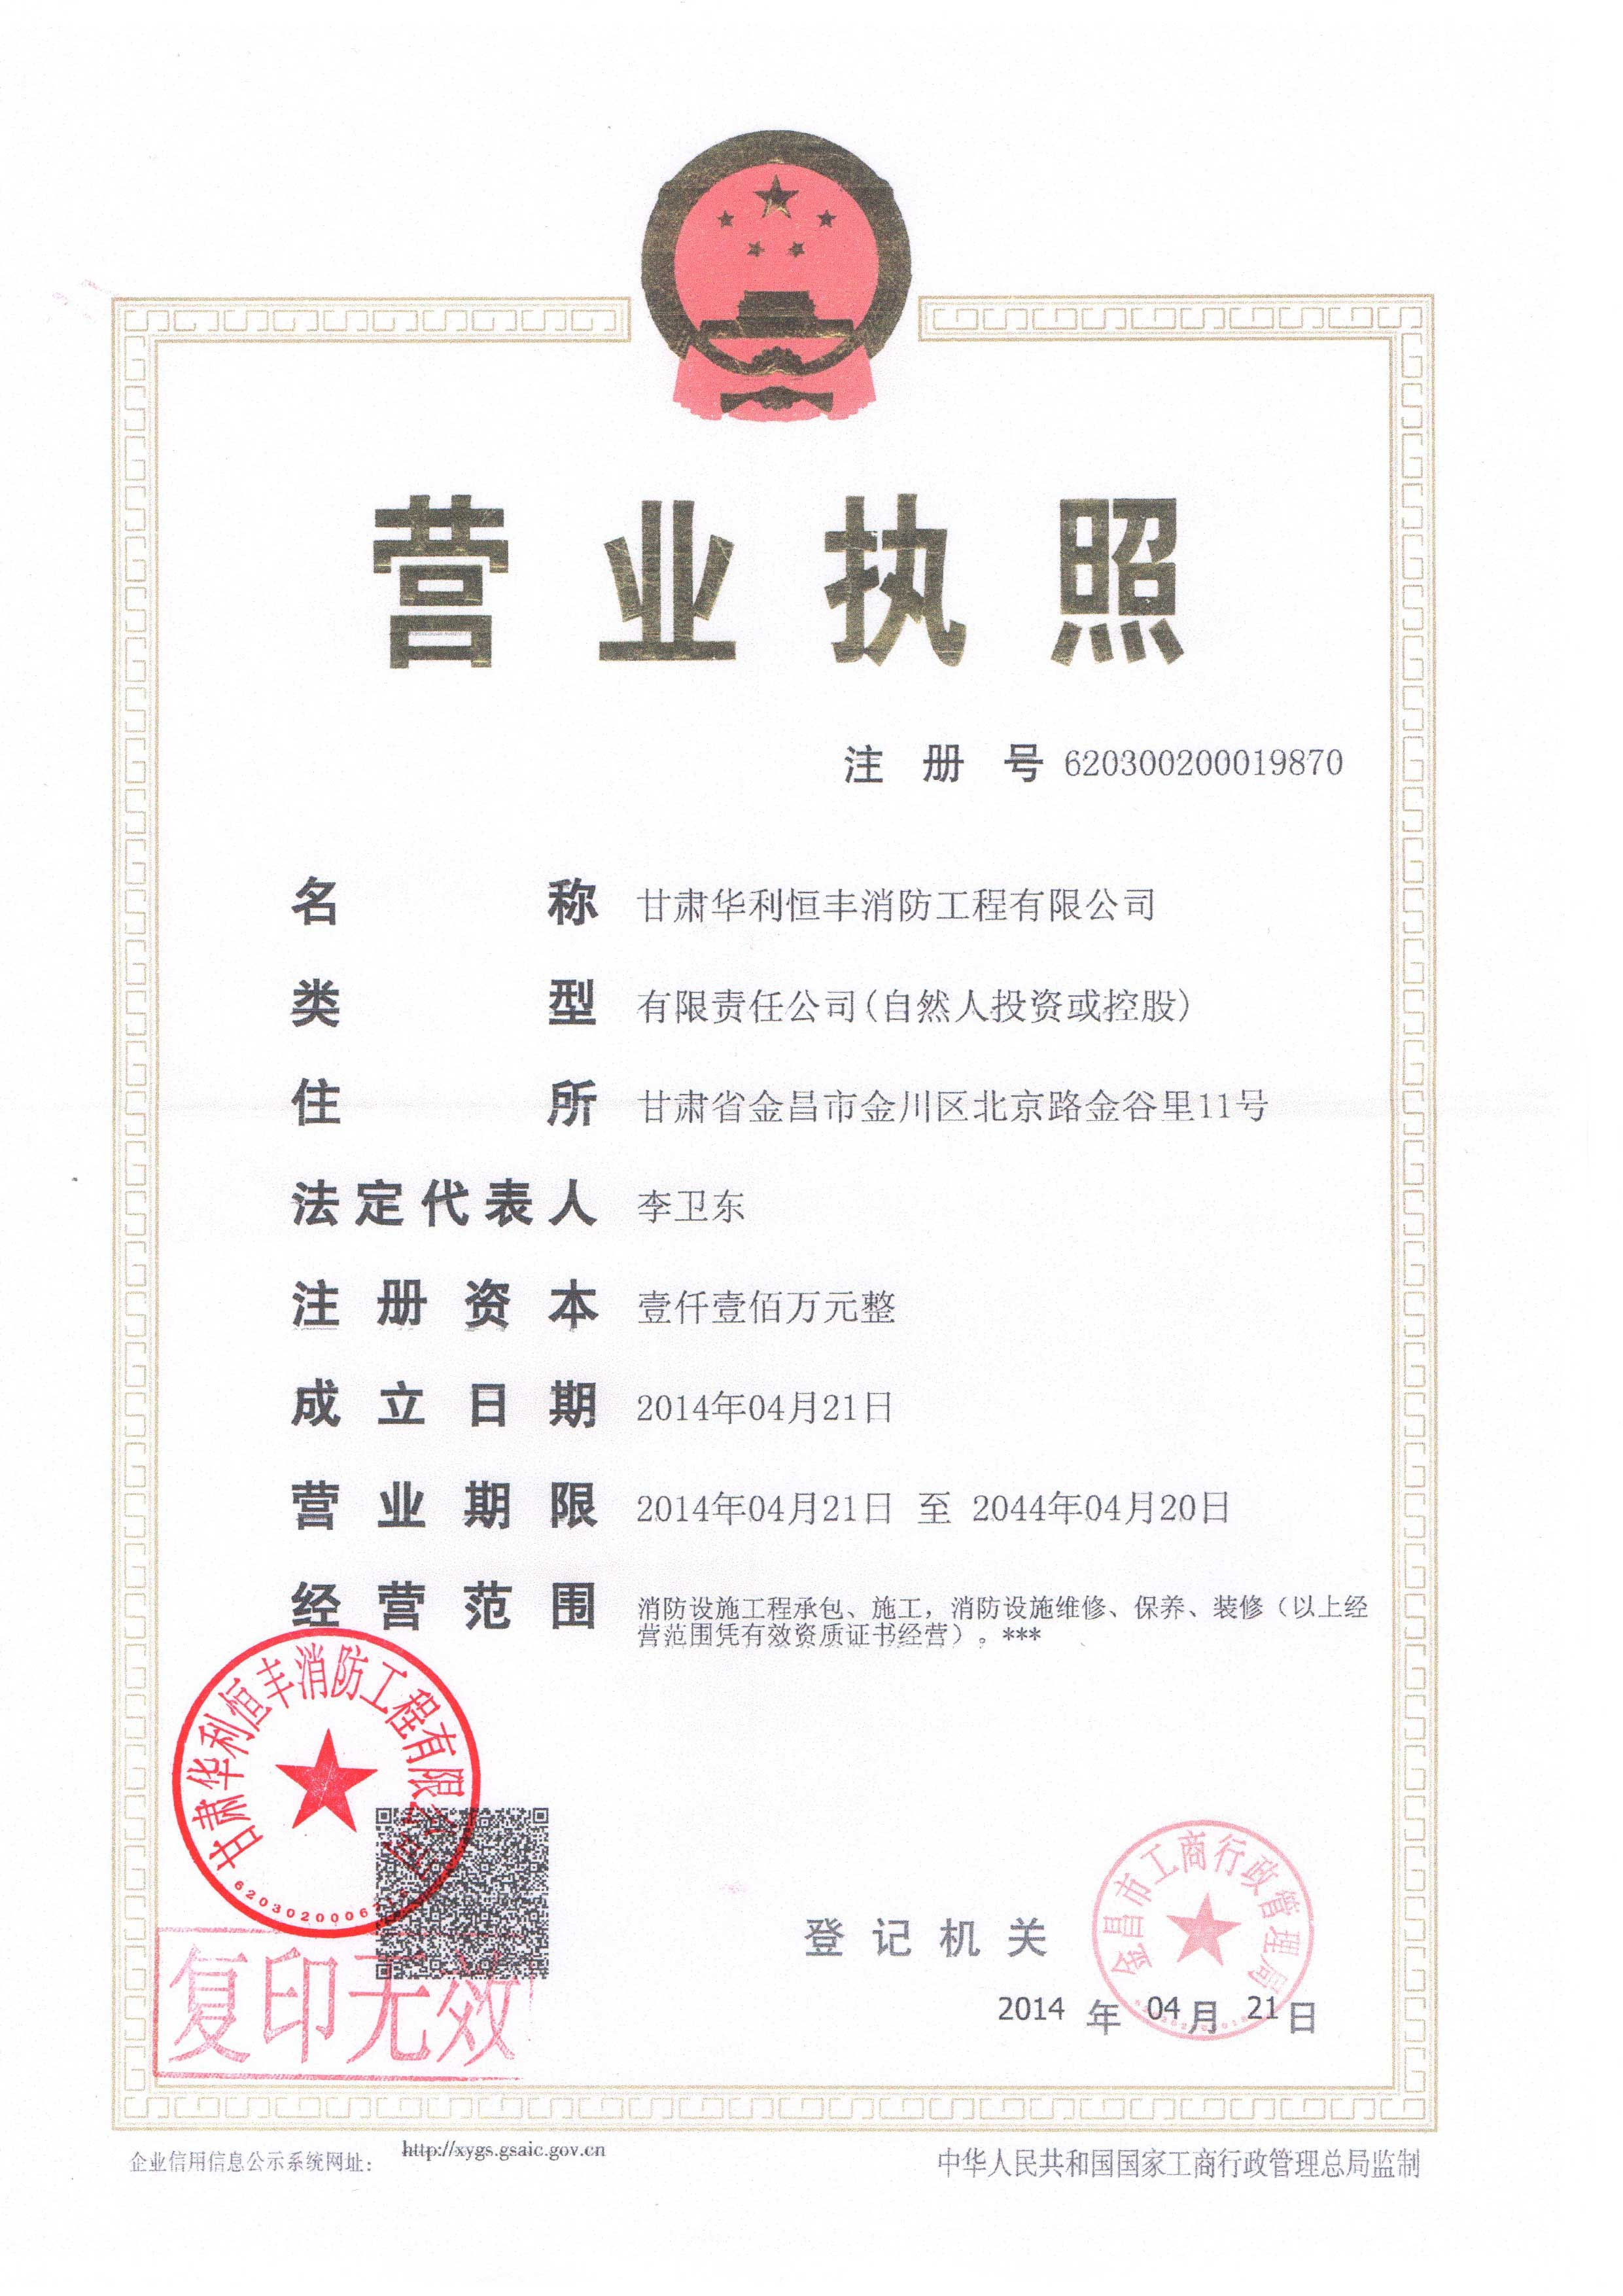 营业执照
注册号 620300200019870
名称 甘肃华利恒丰消防工程有限公司
类型 有限责任公司(自然人投资或控股)
住所 甘肃省金昌市金川区北京路金谷里11号
法定代表人 李卫东
注册资本 壹仟壹佰万元整
成立日期 2014年04月21日
营业期限 2014年04月21日 至 2044年04月20日
经营范围 消防设施工程承包、施工，消防设施维修、保养、装修（以上经
营范围凭有效资质证书经营）。***
甘肃华利恒丰消防工程有限公司
复印无效
登记机关
金昌市工商行政管理局
2014 年 04 月 21 日
企业信用信息公示系统网址：
http://xygs.gsaic.gov.cn
中华人民共和国国家工商行政管理总局监制